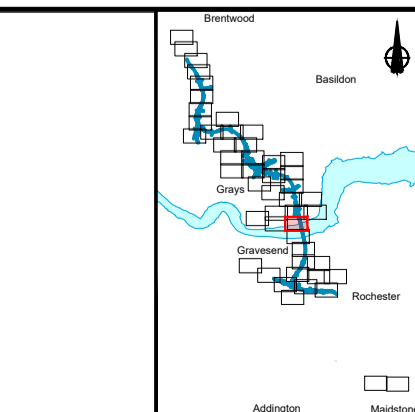 Brentwood
Basildon
Grays
Gravesend
Rochester
Addington
Maidstone